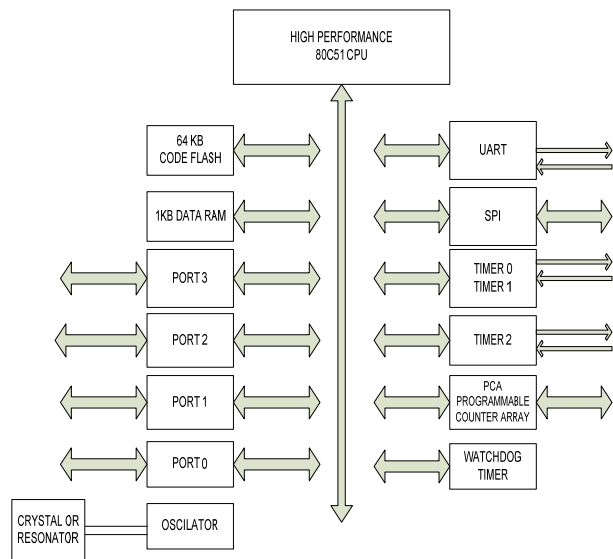 HIGH PERFORMANCE
80C51 CPU
64 KB
CODE FLASH
UART
1KB DATA RAM
SPI
PORT 3
TIMER 0
TIMER 1
PORT 2
TIMER 2
PORT 1
PCA
PROGRAMMABLE
COUNTER ARRAY
PORT 0
WATCHDOG
TIMER
CRYSTAL OR
RESONATOR
OSCILATOR